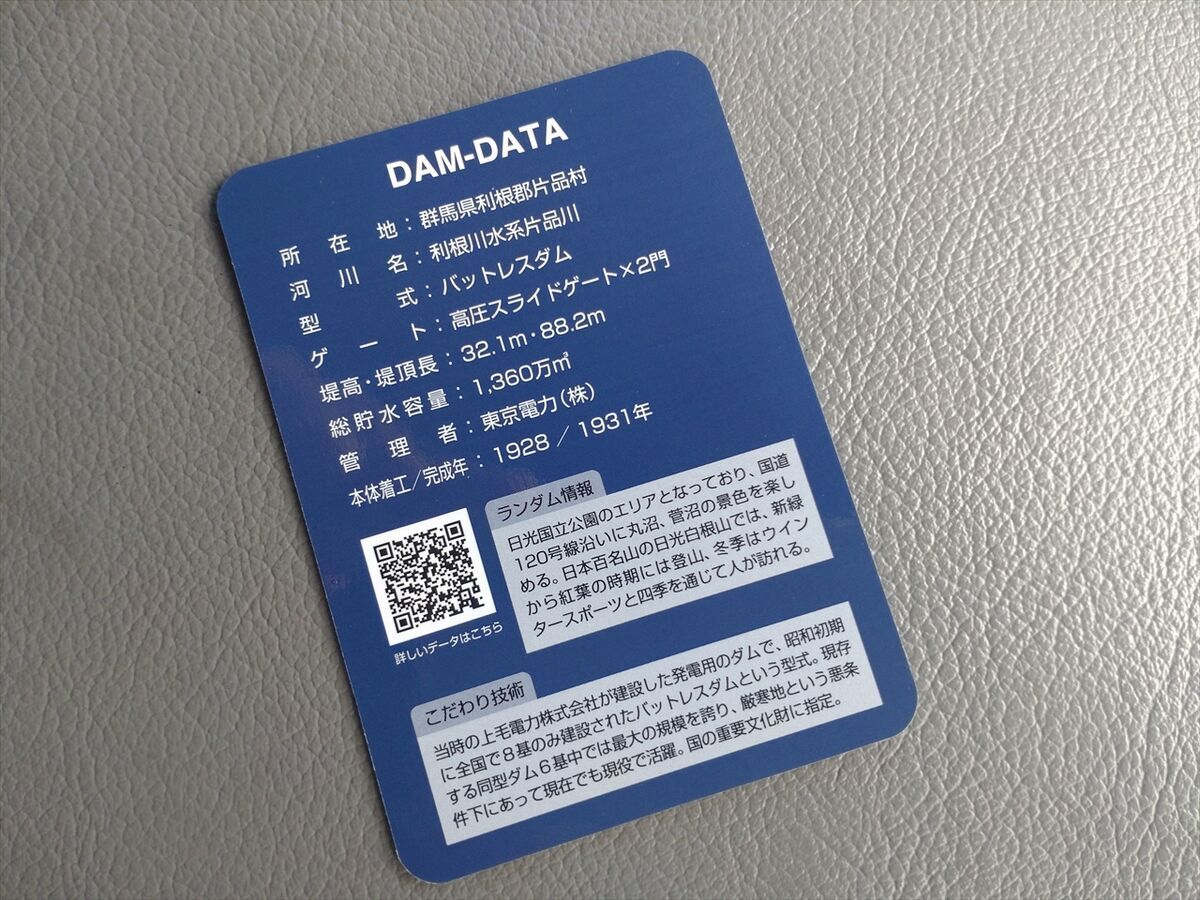 DAM-DATA
所在地：群馬県利根郡片品村
河川名：利根川水系片品川
型式：バットレスダム
ゲート：高圧スライドゲート×2門
堤高・堤頂長：32.1m・88.2m
総貯水容量：1,360万㎥
管理者：東京電力（株）
本体着工／完成年：1928 ／ 1931年
ランダム情報
日光国立公園のエリアとなっており、国道
120号線沿いに丸沼、菅沼の景色を楽し
める。日本百名山の日光白根山では、新緑
から紅葉の時期には登山、冬季はウイン
タースポーツと四季を通じて人が訪れる。
詳しいデータはこちら
こだわり技術
当時の上毛電力株式会社が建設した発電用のダムで、昭和初期
に全国で8基のみ建設されたバットレスダムという型式。現存
する同型ダム6基中では最大の規模を誇り、厳寒地という悪条
件下にあって現在でも現役で活躍。国の重要文化財に指定。